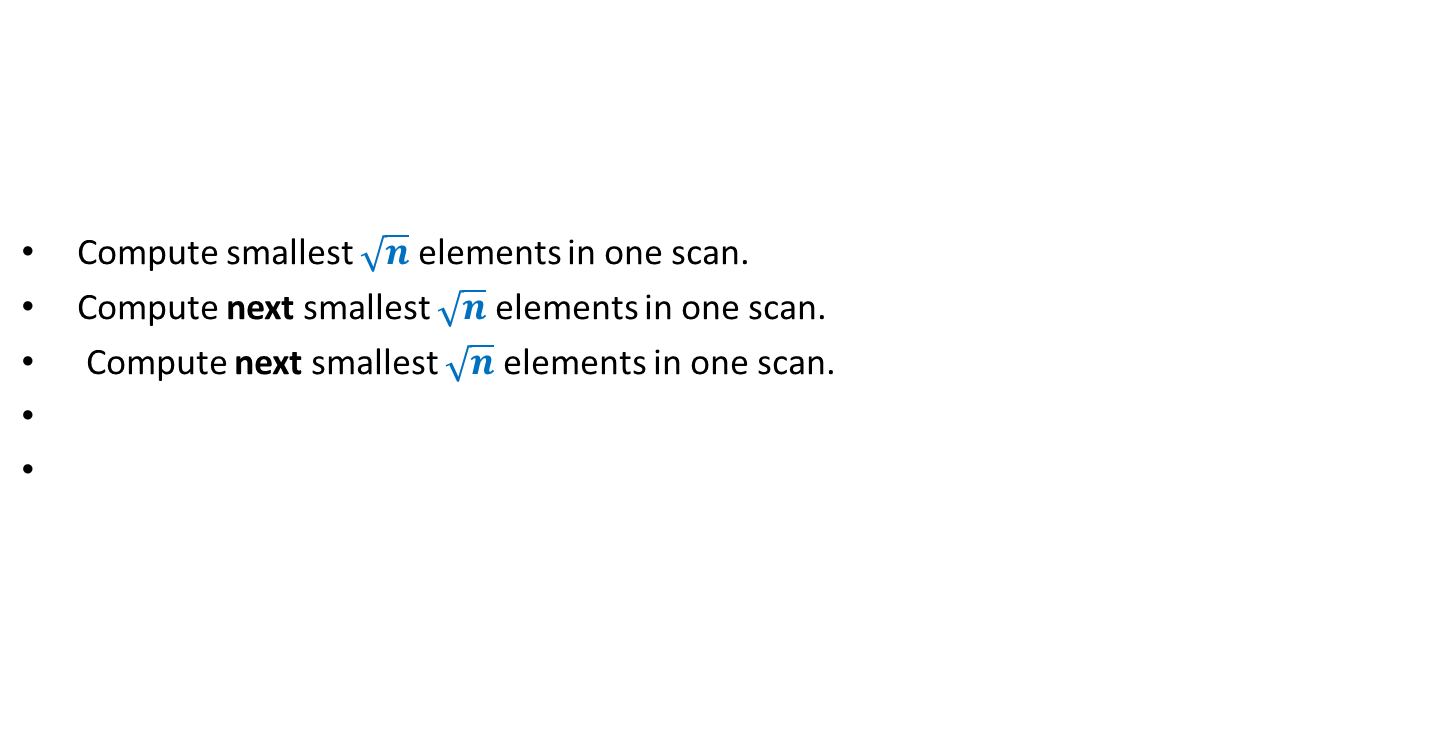 • Compute smallest √n elements in one scan.
• Compute next smallest √n elements in one scan.
• Compute next smallest √n elements in one scan.
•
•